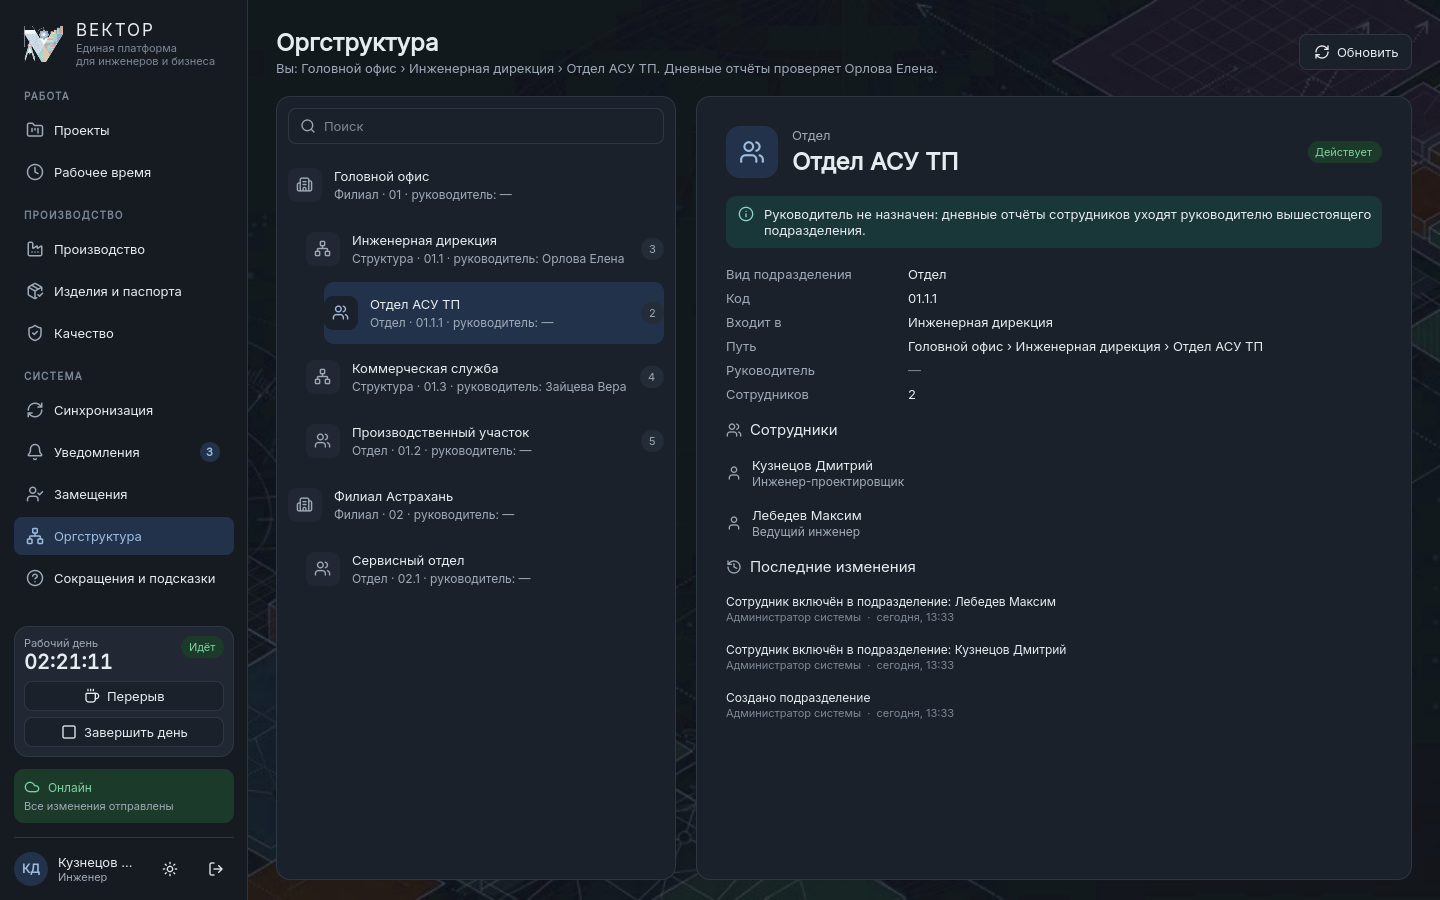 ВЕКТОР
Единая платформа
для инженеров и бизнеса
РАБОТА
Проекты
Рабочее время
ПРОИЗВОДСТВО
Производство
Изделия и паспорта
Качество
СИСТЕМА
Синхронизация
Уведомления 3
Замещения
Оргструктура
Сокращения и подсказки
Рабочий день
Идёт
02:21:11
Перерыв
Завершить день
Онлайн
Все изменения отправлены
КД
Кузнецов ...
Инженер
Оргструктура
Вы: Головной офис › Инженерная дирекция › Отдел АСУ ТП. Дневные отчёты проверяет Орлова Елена.
Обновить
Поиск
Головной офис
Филиал · 01 · руководитель: —
Инженерная дирекция
Структура · 01.1 · руководитель: Орлова Елена
3
Отдел АСУ ТП
Отдел · 01.1.1 · руководитель: —
2
Коммерческая служба
Структура · 01.3 · руководитель: Зайцева Вера
4
Производственный участок
Отдел · 01.2 · руководитель: —
5
Филиал Астрахань
Филиал · 02 · руководитель: —
Сервисный отдел
Отдел · 02.1 · руководитель: —
Отдел
Отдел АСУ ТП
Действует
Руководитель не назначен: дневные отчёты сотрудников уходят руководителю вышестоящего
подразделения.
Вид подразделения Отдел
Код 01.1.1
Входит в Инженерная дирекция
Путь Головной офис › Инженерная дирекция › Отдел АСУ ТП
Руководитель —
Сотрудников 2
Сотрудники
Кузнецов Дмитрий
Инженер-проектировщик
Лебедев Максим
Ведущий инженер
Последние изменения
Сотрудник включён в подразделение: Лебедев Максим
Администратор системы · сегодня, 13:33
Сотрудник включён в подразделение: Кузнецов Дмитрий
Администратор системы · сегодня, 13:33
Создано подразделение
Администратор системы · сегодня, 13:33